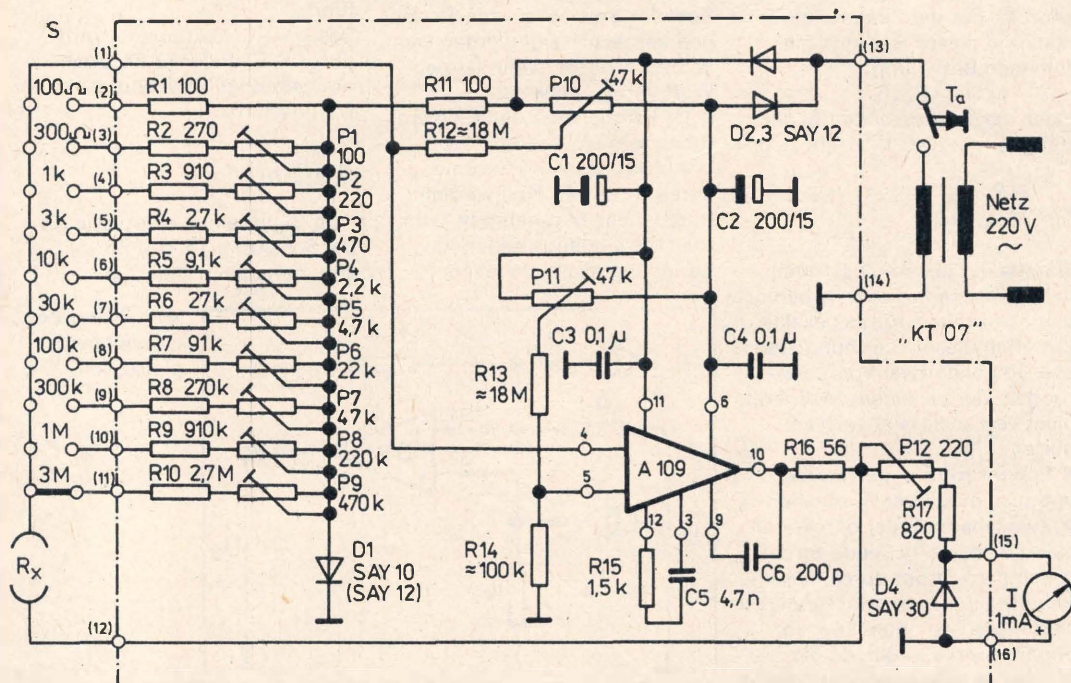 S
(1)
100Ω
(2)
R1 100
300Ω
(3)
R2 270
P1
100
1k
(4)
R3 910
P2
220
3k
(5)
R4 2,7k
P3
470
10k
(6)
R5 91k
P4
2,2k
30k
(7)
R6 27k
P5
4,7k
100k
(8)
R7 91k
P6
22k
300k
(9)
R8 270k
P7
47k
1M
(10)
R9 910k
P8
220k
3M
(11)
R10 2,7M
P9
470k
Rx
(12)
D1
SAY 10
(SAY 12)
R11 100
P10
47k
R12≈18M
C1 200/15
D2,3 SAY 12
C2 200/15
(13)
Ta
Netz
220 V
~
(14)
"KT 07"
P11
47k
C3 0,1µ
C4 0,1µ
R13
≈18M
11
6
4
5
A 109
10
12
3
9
R14
≈100k
R15
1,5k
C5 4,7n
C6 200p
R16 56
P12 220
R17
820
D4
SAY 30
(15)
I
1mA
+
(16)